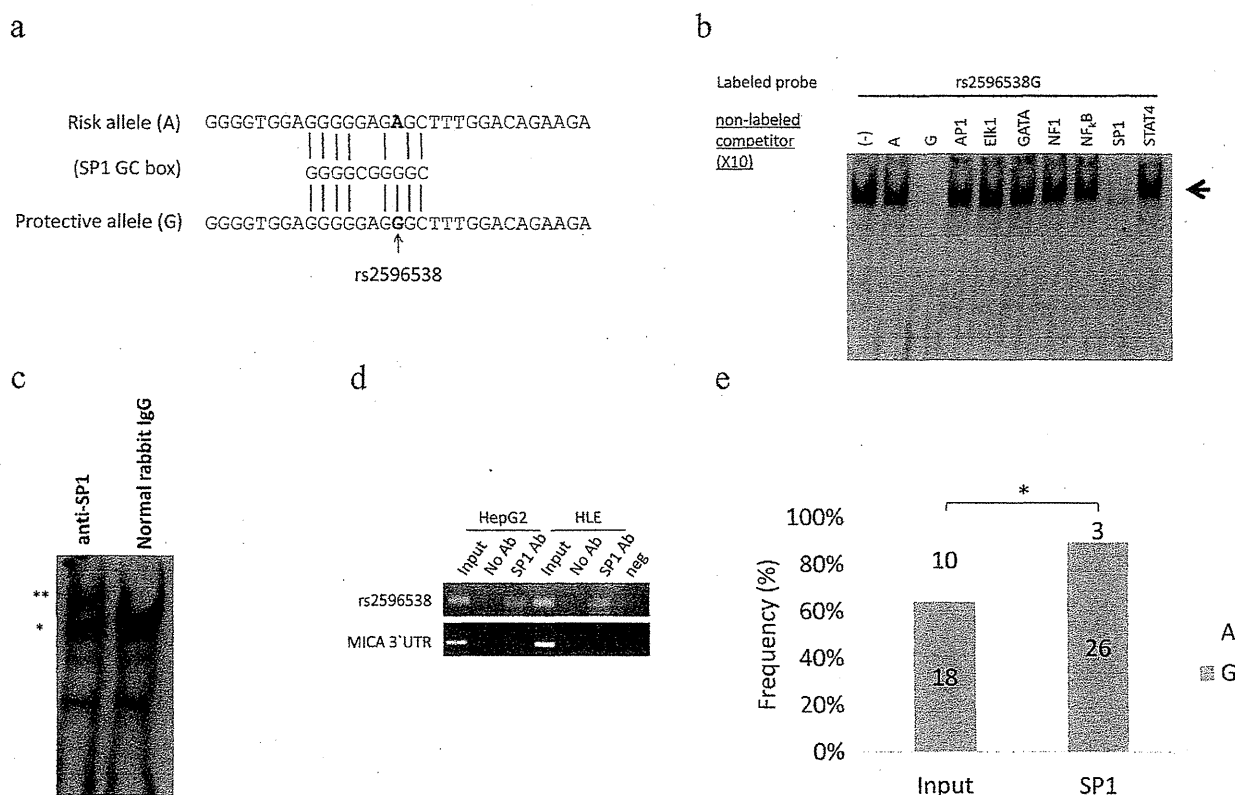 a
Risk allele (A) GGGGTGGAGGGGGAGAGCTTTGGACAGAAGA
(SP1 GC box) GGGGCGGGGC
Protective allele (G) GGGGTGGAGGGGGAGGGCTTTGGACAGAAGA
rs2596538
b
Labeled probe rs2596538G
non-labeled
competitor
(X10)
(-) A G AP1 Elk1 GATA NF1 NFκB SP1 STAT4
c
anti-SP1 Normal rabbit IgG
**
*
d
HepG2 HLE
Input No Ab SP1 Ab Input No Ab SP1 Ab neg
rs2596538
MICA 3`UTR
e
*
Frequency (%)
100%
80%
60%
40%
20%
0%
10
18
3
26
A
G
Input SP1